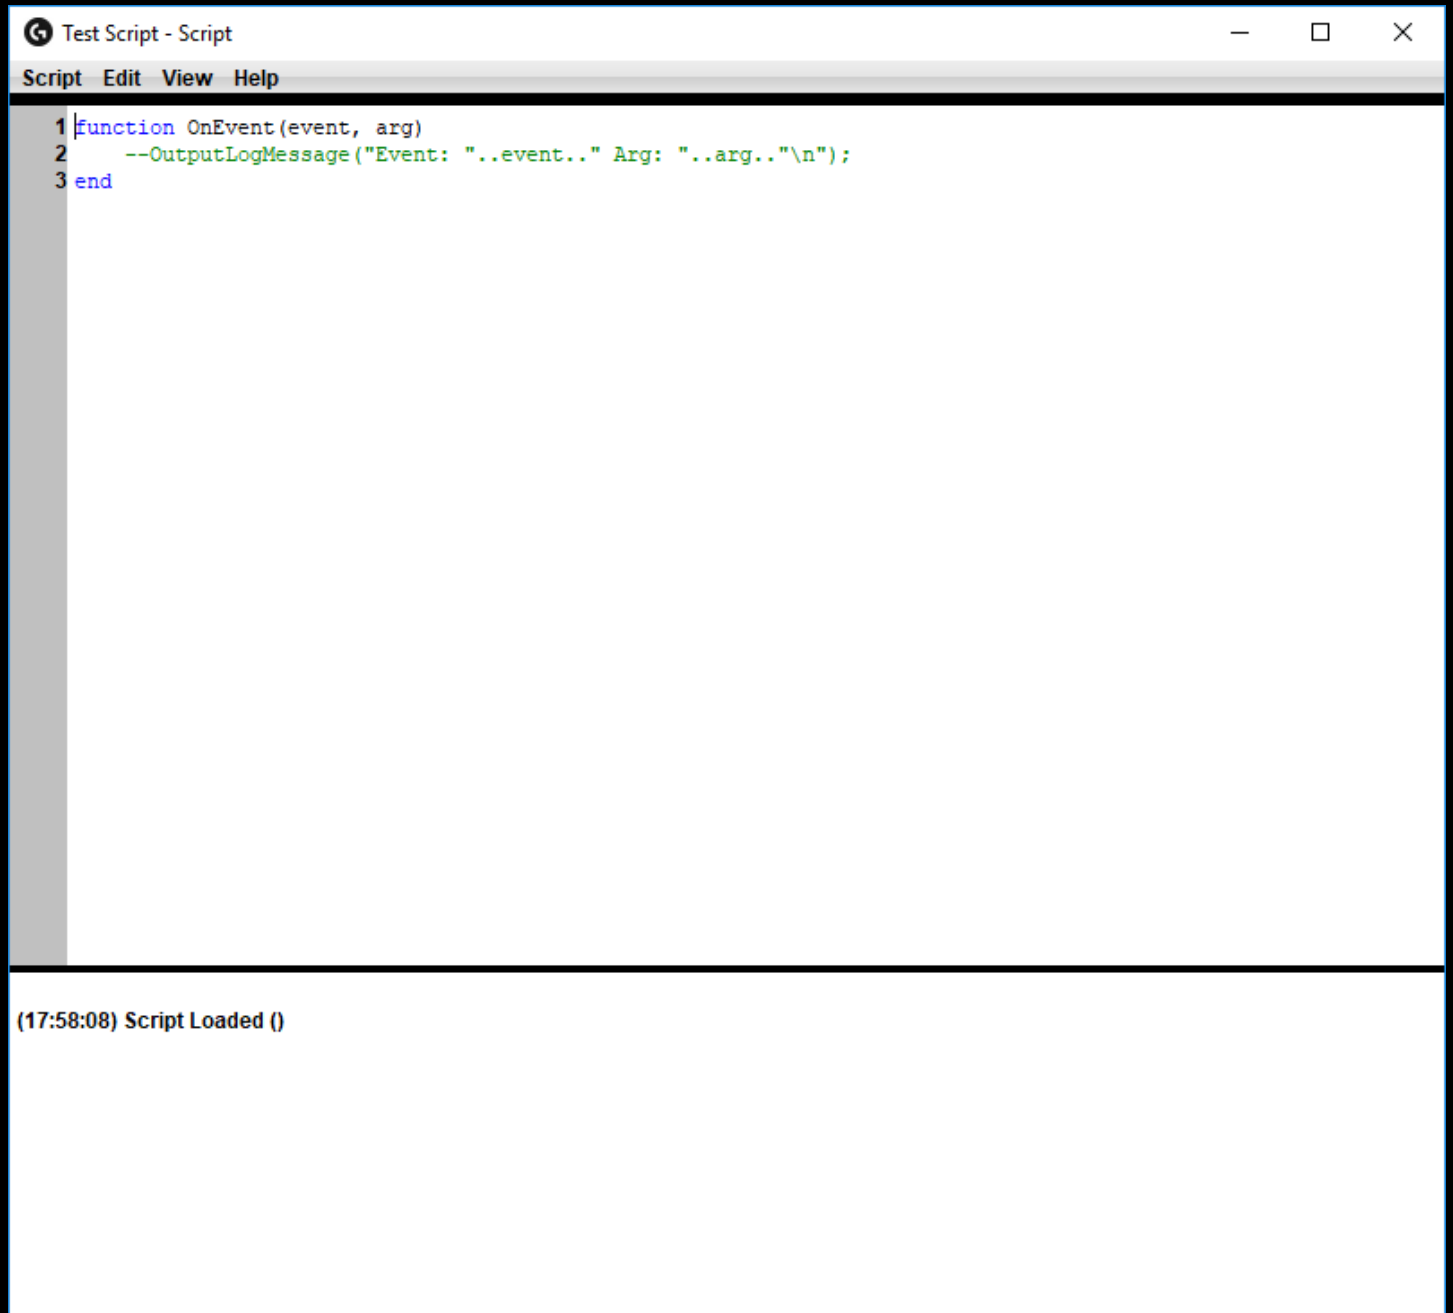 Test Script - Script
Script Edit View Help
1 function OnEvent(event, arg)
2 --OutputLogMessage("Event: "..event.." Arg: "..arg.."\n");
3 end
(17:58:08) Script Loaded ()